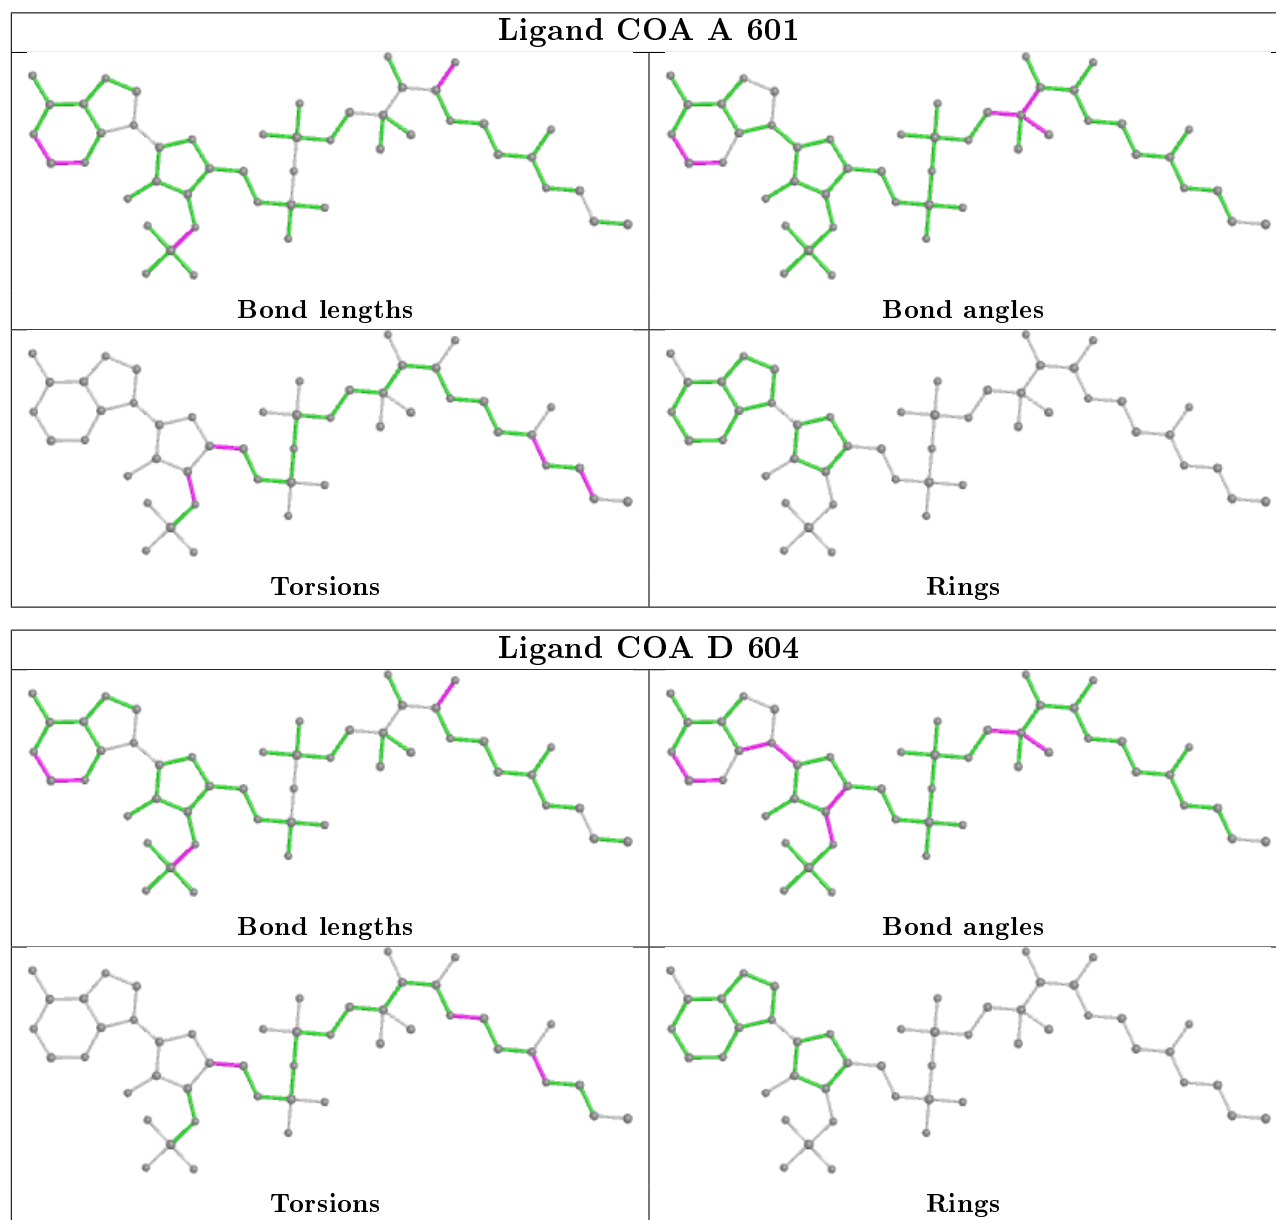 Ligand COA A 601
Bond lengths
Bond angles
Torsions
Rings
Ligand COA D 604
Bond lengths
Bond angles
Torsions
Rings